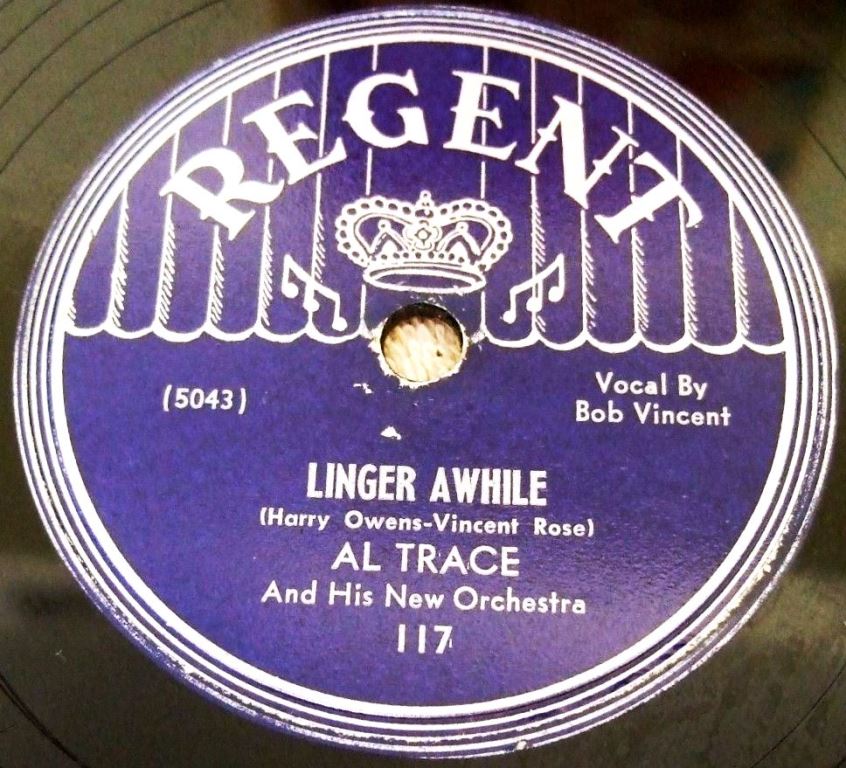 REGENT
(5043)
Vocal By
Bob Vincent
LINGER AWHILE
(Harry Owens-Vincent Rose)
AL TRACE
And His New Orchestra
117